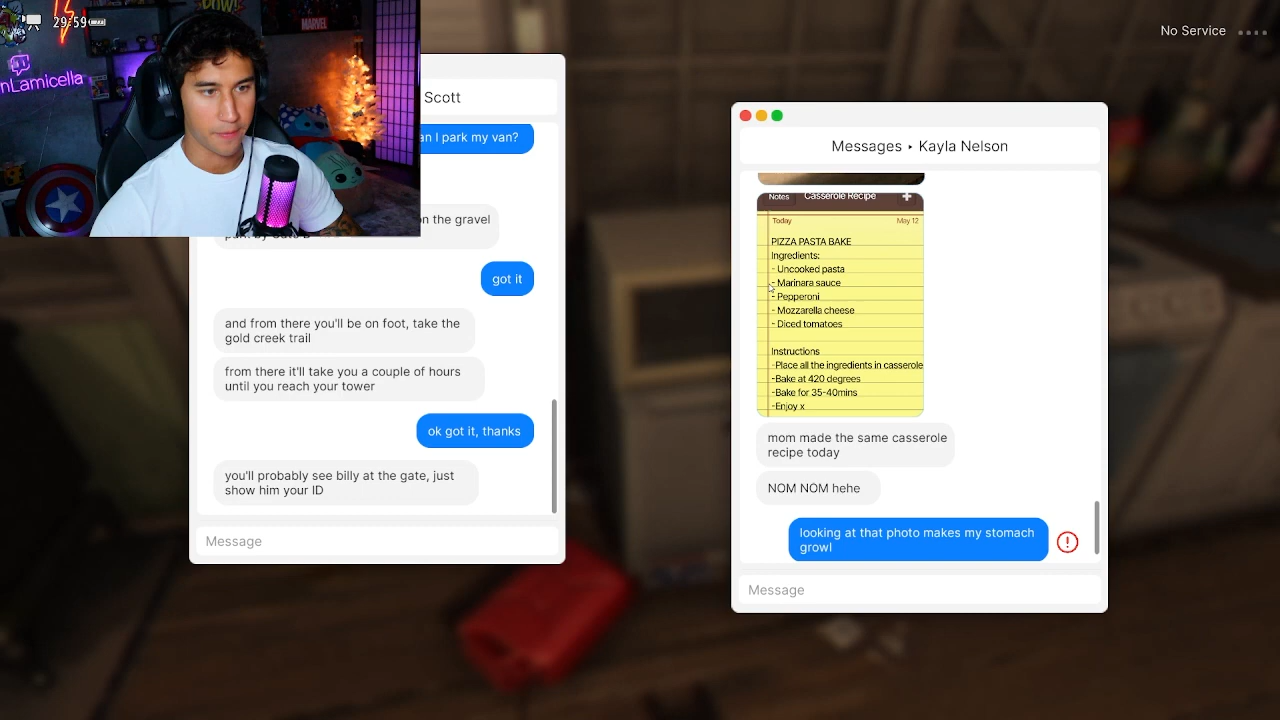 POW!
MARVEL
29:59
nLamicella
No Service
Scott
an I park my van?
on the gravel
got it
and from there you'll be on foot, take the
gold creek trail
from there it'll take you a couple of hours
until you reach your tower
ok got it, thanks
you'll probably see billy at the gate, just
show him your ID
Message
Messages ‣ Kayla Nelson
Notes Casserole Recipe +
Today May 12
PIZZA PASTA BAKE
Ingredients:
- Uncooked pasta
- Marinara sauce
- Pepperoni
- Mozzarella cheese
- Diced tomatoes
Instructions
-Place all the ingredients in casserole
-Bake at 420 degrees
-Bake for 35-40mins
-Enjoy x
mom made the same casserole
recipe today
NOM NOM hehe
looking at that photo makes my stomach
growl
Message